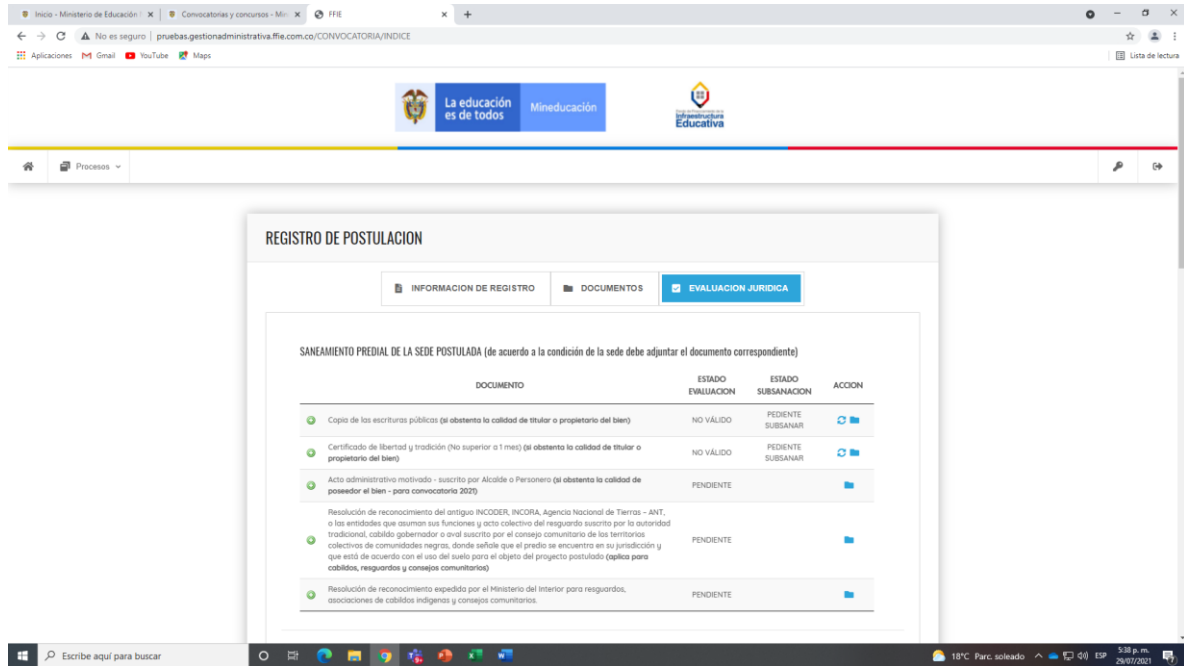 Inicio - Ministerio de Educación
Convocatorias y concursos - Min
FFIE
No es seguro | pruebas.gestionadministrativa.ffie.com.co/CONVOCATORIA/INDICE
Aplicaciones
Gmail
YouTube
Maps
Lista de lectura
La educación
es de todos
Mineducación
Infraestructura
Educativa
Procesos
REGISTRO DE POSTULACION
INFORMACION DE REGISTRO
DOCUMENTOS
EVALUACION JURIDICA
SANEAMIENTO PREDIAL DE LA SEDE POSTULADA (de acuerdo a la condición de la sede debe adjuntar el documento correspondiente)
DOCUMENTO
ESTADO
EVALUACION
ESTADO
SUBSANACION
ACCION
Copia de las escrituras públicas (si obstenta la calidad de titular o propietario del bien)
NO VÁLIDO
PEDIENTE
SUBSANAR
Certificado de libertad y tradición (No superior a 1 mes) (si obstenta la calidad de titular o
propietario del bien)
NO VÁLIDO
PEDIENTE
SUBSANAR
Acto administrativo motivado - suscrito por Alcalde o Personero (si obstenta la calidad de
poseedor el bien - para convocatoria 2021)
PENDIENTE
Resolución de reconocimiento del antiguo INCODER, INCORA, Agencia Nacional de Tierras – ANT,
o las entidades que asuman sus funciones y acto colectivo del resguardo suscrito por la autoridad
tradicional, cabildo gobernador o aval suscrito por el consejo comunitario de los territorios
colectivos de comunidades negras, donde señale que el predio se encuentra en su jurisdicción y
que está de acuerdo con el uso del suelo para el objeto del proyecto postulado (aplica para
cabildos, resguardos y consejos comunitarios)
PENDIENTE
Resolución de reconocimiento expedida por el Ministerio del Interior para resguardos,
asociaciones de cabildos indígenas y consejos comunitarios.
PENDIENTE
Escribe aquí para buscar
18°C Parc. soleado
ESP
5:38 p. m.
29/07/2021